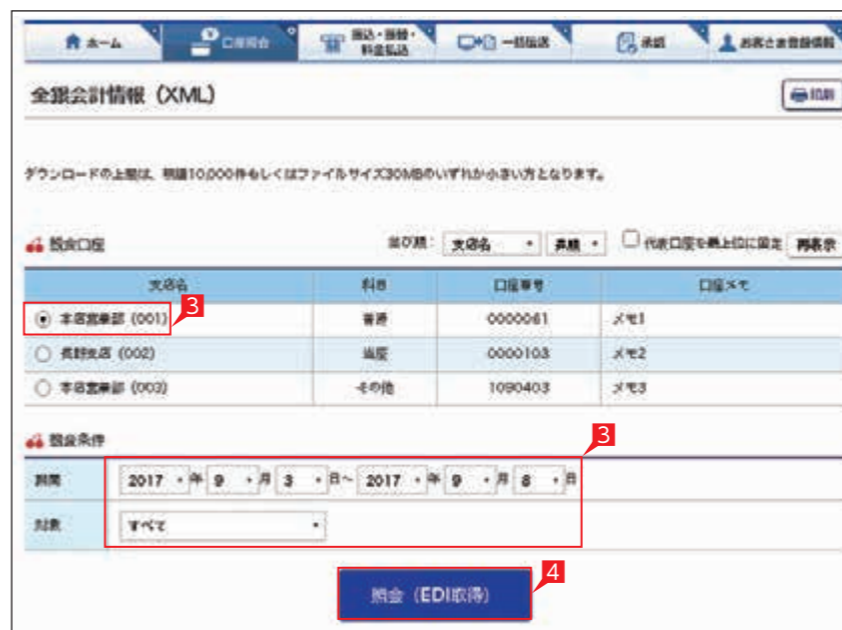 ホーム 口座照会 振込・振替・料金払込 一括伝送 承認 お客さま登録情報
全銀会計情報（XML） 印刷
ダウンロードの上限は、明細10,000件もしくはファイルサイズ30MBのいずれか小さい方となります。
照会口座 並び順： 支店名 昇順 代表口座を最上位に固定 再表示
支店名 科目 口座番号 口座メモ
本店営業部（001） 3 普通 0000061 メモ1
長野支店（002） 当座 0000103 メモ2
本店営業部（003） その他 1090403 メモ3
照会条件
3
期間 2017 年 9 月 3 日～ 2017 年 9 月 8 日
対象 すべて
4
照会（EDI取得）